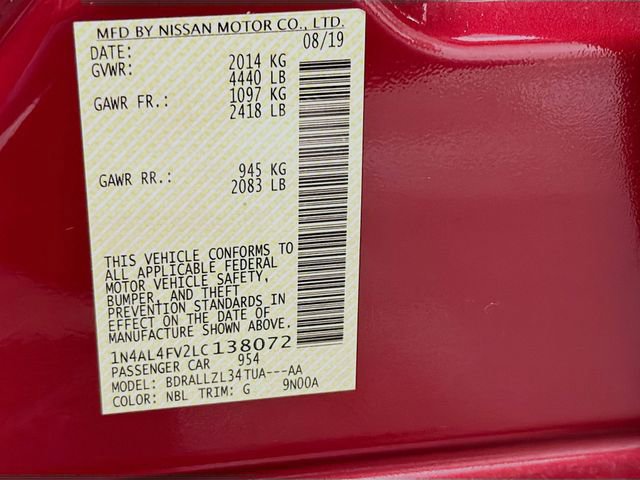 MFD BY NISSAN MOTOR CO., LTD.
DATE: 08/19
GVWR: 2014 KG
4440 LB
GAWR FR.: 1097 KG
2418 LB
GAWR RR.: 945 KG
2083 LB
THIS VEHICLE CONFORMS TO
ALL APPLICABLE FEDERAL
MOTOR VEHICLE SAFETY,
BUMPER, AND THEFT
PREVENTION STANDARDS IN
EFFECT ON THE DATE OF
MANUFACTURE SHOWN ABOVE.
1N4AL4FV2LC138072
PASSENGER CAR 954
MODEL: BDRALLZL34TUA---AA
COLOR: NBL TRIM: G 9N00A